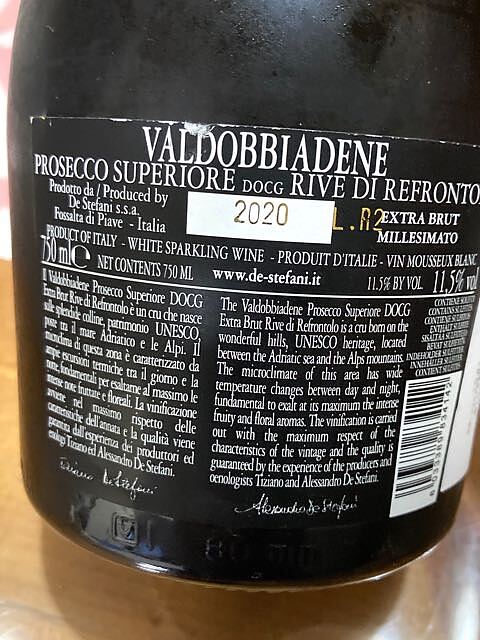 VALDOBBIADENE
PROSECCO SUPERIORE DOCG RIVE DI REFRONTO
Prodotto da / Produced by
De Stefani s.s.a.
Fossalta di Piave - Italia
2020
L.R2
EXTRA BRUT
MILLESIMATO
PRODUCT OF ITALY - WHITE SPARKLING WINE - PRODUIT D'ITALIE - VIN MOUSSEUX BLANC
750 ml e NET CONTENTS 750 ML www.de-stefani.it 11.5% BY VOL. 11,5% vol
Il Valdobbiadene Prosecco Superiore DOCG
Extra Brut Rive di Refrontolo è un cru che nasce
sulle splendide colline, patrimonio UNESCO,
poste tra il mare Adriatico e le Alpi. Il
microclima di questa zona è caratterizzato da
ampie escursioni termiche tra il giorno e la
notte, fondamentali per esaltarne al massimo le
intense note fruttate e floreali. La vinificazione
avviene nel massimo rispetto delle
caratteristiche dell'annata e la qualità viene
garantita dall'esperienza dei produttori ed
enologi Tiziano ed Alessandro De Stefani.
Tiziano De Stefani
The Valdobbiadene Prosecco Superiore DOCG
Extra Brut Rive di Refrontolo is a cru born on the
wonderful hills, UNESCO heritage, located
between the Adriatic sea and the Alps mountains.
The microclimate of this area has wide
temperature changes between day and night,
fundamental to exalt at its maximum the intense
fruity and floral aromas. The vinification is carried
out with the maximum respect of the
characteristics of the vintage and the quality is
guaranteed by the experience of the producers and
oenologists Tiziano and Alessandro De Stefani.
Alessandro De Stefani
CONTIENE SOLFITI
CONTAINS SULFITES
CONTIENE SULFITOS
ENTHÄLT SULFITE